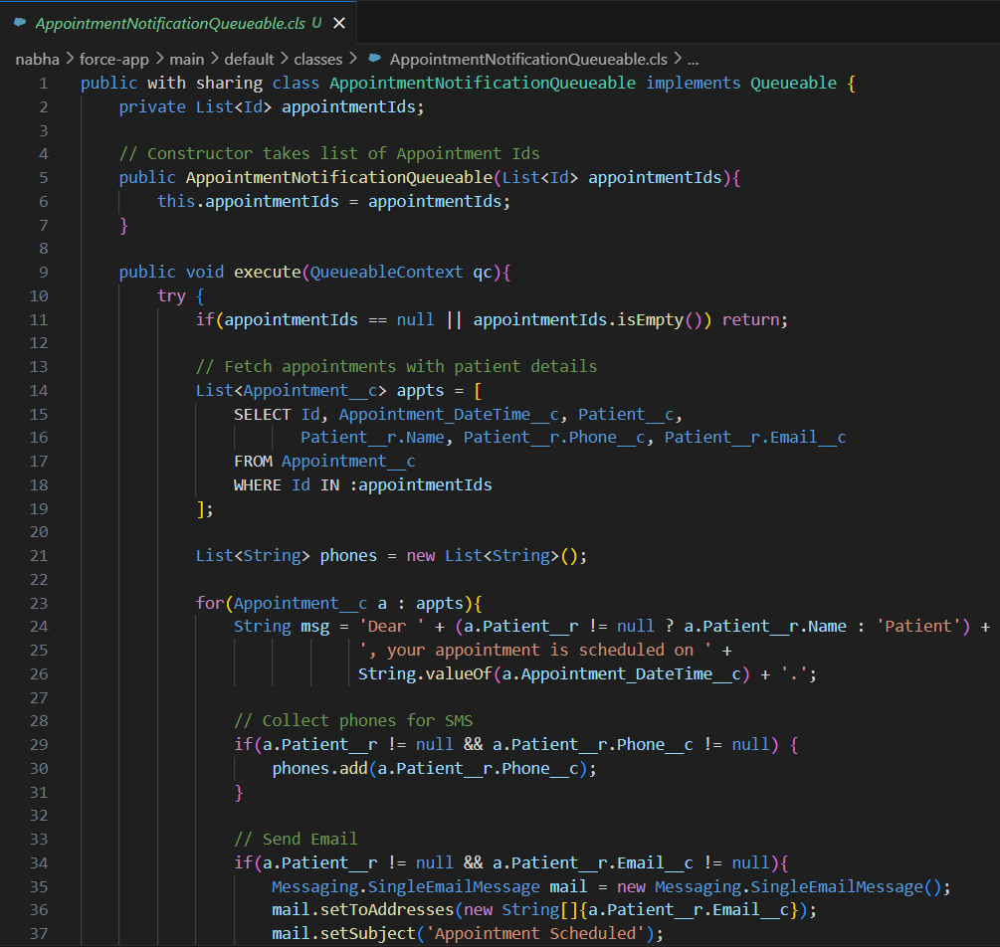 AppointmentNotificationQueueable.cls U ×
nabha > force-app > main > default > classes > AppointmentNotificationQueueable.cls > ...
1 public with sharing class AppointmentNotificationQueueable implements Queueable {
2 private List<Id> appointmentIds;
3
4 // Constructor takes list of Appointment Ids
5 public AppointmentNotificationQueueable(List<Id> appointmentIds){
6 this.appointmentIds = appointmentIds;
7 }
8
9 public void execute(QueueableContext qc){
10 try {
11 if(appointmentIds == null || appointmentIds.isEmpty()) return;
12
13 // Fetch appointments with patient details
14 List<Appointment__c> appts = [
15 SELECT Id, Appointment_DateTime__c, Patient__c,
16 Patient__r.Name, Patient__r.Phone__c, Patient__r.Email__c
17 FROM Appointment__c
18 WHERE Id IN :appointmentIds
19 ];
20
21 List<String> phones = new List<String>();
22
23 for(Appointment__c a : appts){
24 String msg = 'Dear ' + (a.Patient__r != null ? a.Patient__r.Name : 'Patient') +
25 ', your appointment is scheduled on ' +
26 String.valueOf(a.Appointment_DateTime__c) + '.';
27
28 // Collect phones for SMS
29 if(a.Patient__r != null && a.Patient__r.Phone__c != null) {
30 phones.add(a.Patient__r.Phone__c);
31 }
32
33 // Send Email
34 if(a.Patient__r != null && a.Patient__r.Email__c != null){
35 Messaging.SingleEmailMessage mail = new Messaging.SingleEmailMessage();
36 mail.setToAddresses(new String[]{a.Patient__r.Email__c});
37 mail.setSubject('Appointment Scheduled');